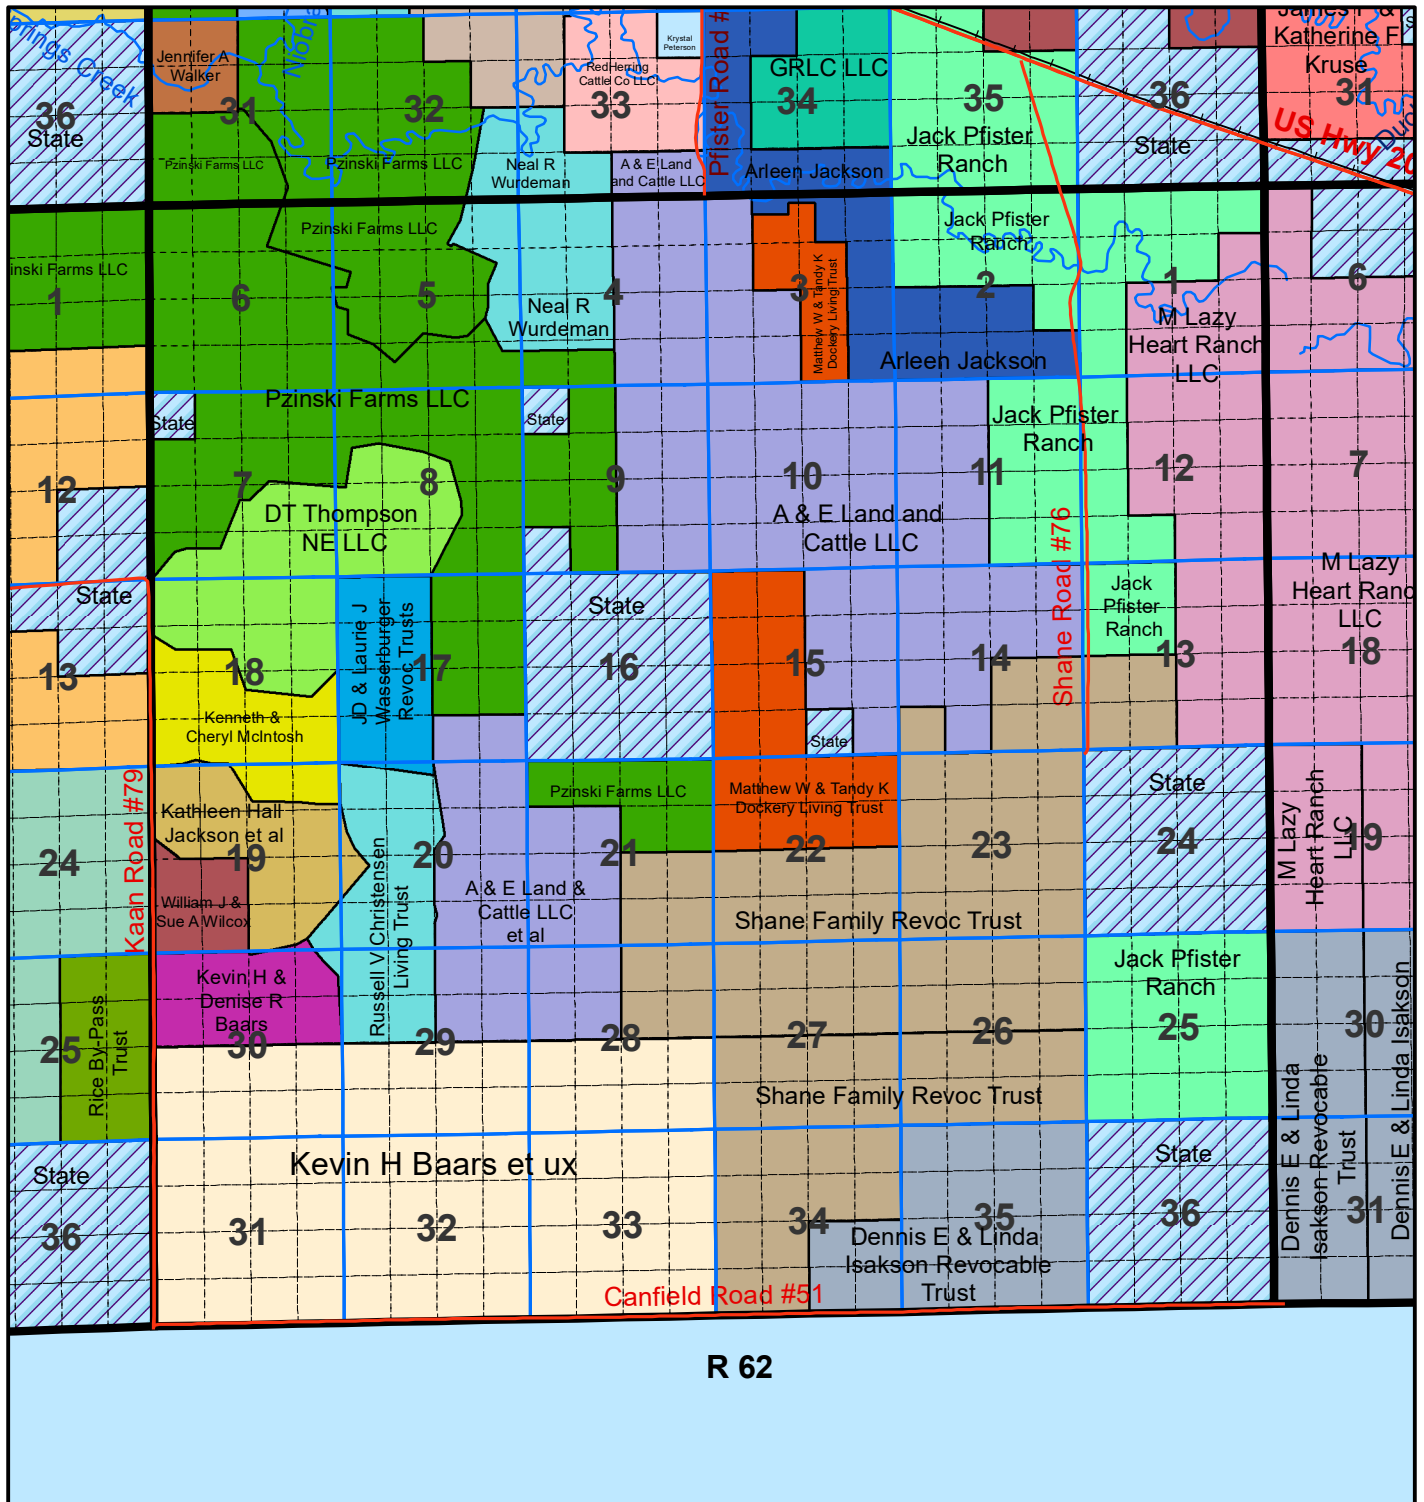 James F &
Katherine F
Kruse
31
US Hwy 20
Springs Creek
36
State
Jennifer A
Walker
31
Pzinski Farms LLC
32
Pzinski Farms LLC
Neal R
Wurdeman
Krystal
Peterson
Red Herring
Cattle Co LLC
33
A & E Land
and Cattle LLC
Pfister Road #
GRLC LLC
34
Arleen Jackson
35
Jack Pfister
Ranch
36
State
inski Farms LLC
1
6
Pzinski Farms LLC
5
Neal R
Wurdeman
4
3
Matthew W & Tandy K
Dockery Living Trust
Jack Pfister
Ranch
2
Arleen Jackson
1
M Lazy
Heart Ranch
LLC
6
Pzinski Farms LLC
State
State
12
7
8
DT Thompson
NE LLC
9
10
A & E Land and
Cattle LLC
11
Jack Pfister
Ranch
12
7
State
13
18
Kenneth &
Cheryl McIntosh
JD & Laurie J
Wasserburger
Revoc Trusts
17
State
16
15
State
14
Shane Road #76
Jack
Pfister
Ranch
13
M Lazy
Heart Ranc
LLC
18
24
Kaan Road #79
Kathleen Hall
Jackson et al
19
William J &
Sue A Wilcox
Russell V Christensen
Living Trust
20
A & E Land &
Cattle LLC
et al
Pzinski Farms LLC
21
Matthew W & Tandy K
Dockery Living Trust
22
23
Shane Family Revoc Trust
State
24
M Lazy
Heart Ranch
LLC
19
25
Rice By-Pass
Trust
Kevin H &
Denise R
Baars
30
29
28
27
26
Shane Family Revoc Trust
Jack Pfister
Ranch
25
30
Dennis E & Linda
Isakson Revocable
Trust
Dennis E & Linda Isakson
31
State
36
Kevin H Baars et ux
31
32
33
34
35
Dennis E & Linda
Isakson Revocable
Trust
State
36
Canfield Road #51
R 62